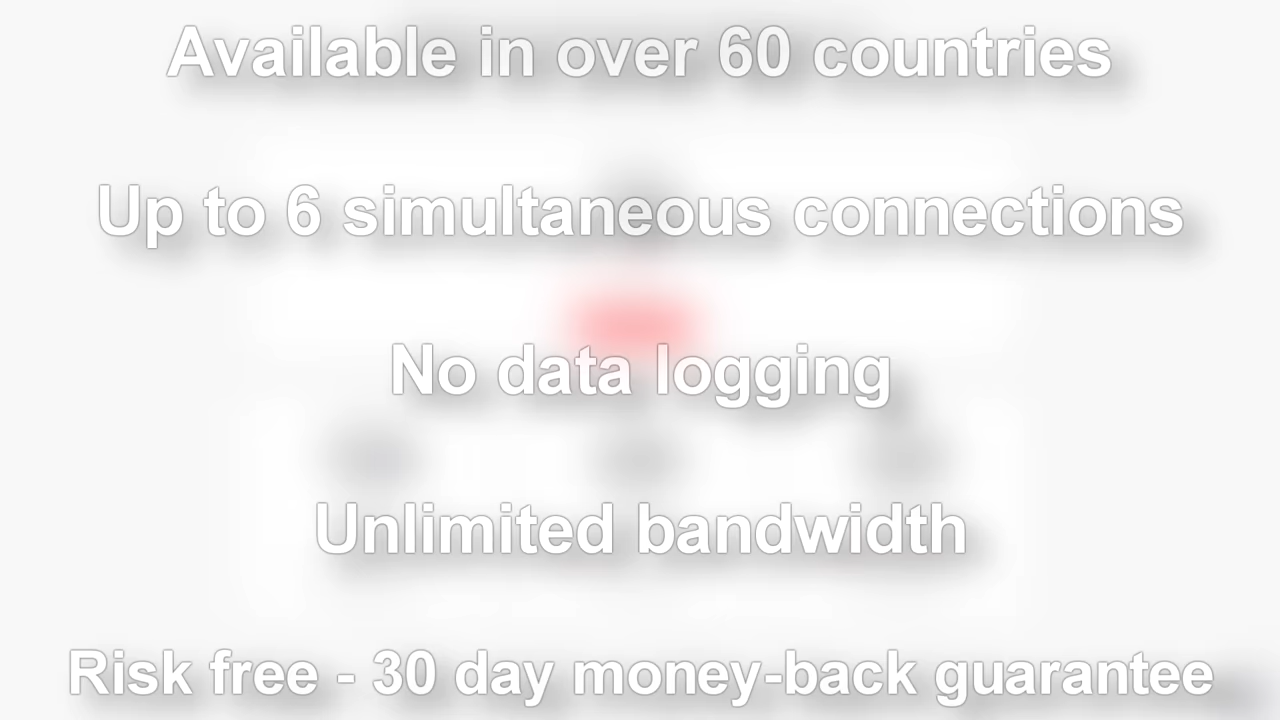 Available in over 60 countries
Up to 6 simultaneous connections
No data logging
Unlimited bandwidth
Risk free - 30 day money-back guarantee